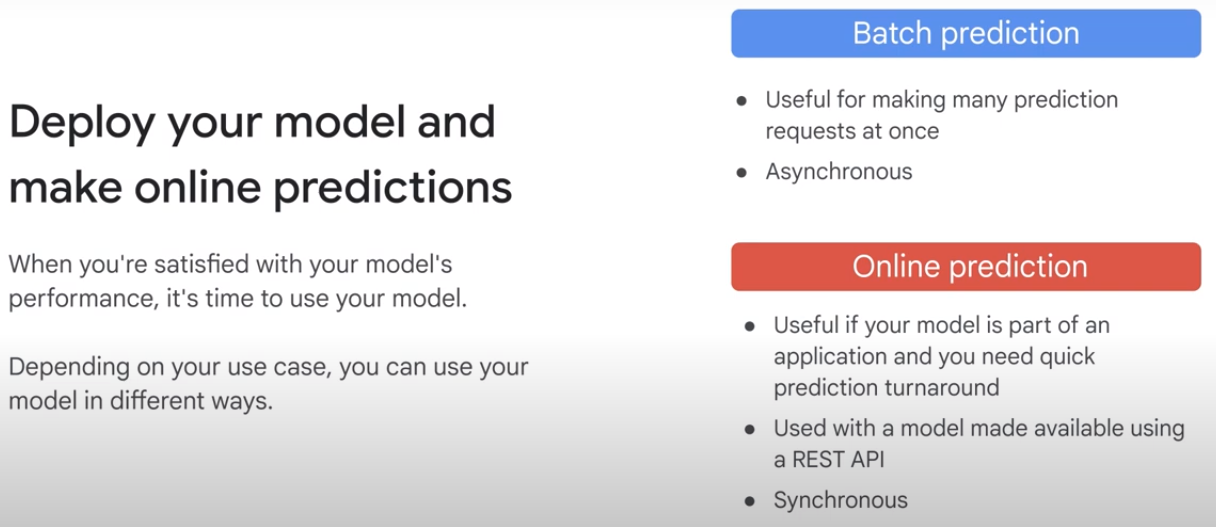 Deploy your model and
make online predictions
When you're satisfied with your model's
performance, it's time to use your model.
Depending on your use case, you can use your
model in different ways.
Batch prediction
● Useful for making many prediction
requests at once
● Asynchronous
Online prediction
● Useful if your model is part of an
application and you need quick
prediction turnaround
● Used with a model made available using
a REST API
● Synchronous